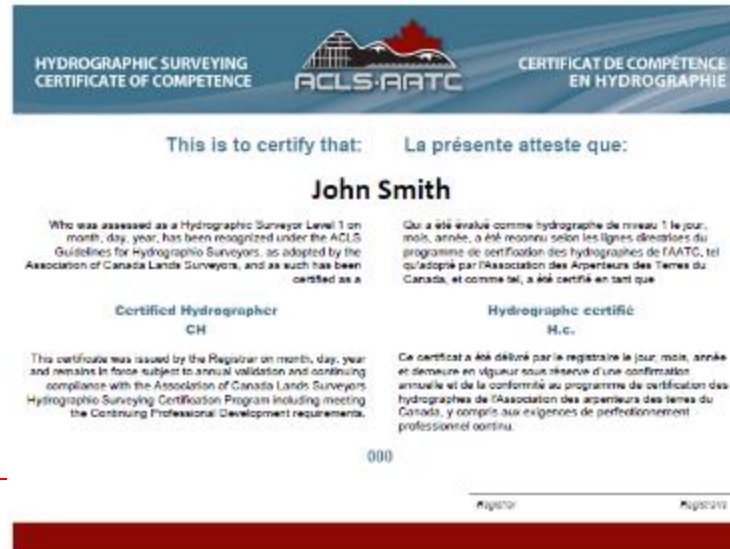 HYDROGRAPHIC SURVEYING
CERTIFICATE OF COMPETENCE
ACLS·AATC
CERTIFICAT DE COMPÉTENCE
EN HYDROGRAPHIE
This is to certify that:
La présente atteste que:
John Smith
Who was assessed as a Hydrographic Surveyor Level 1 on
month, day, year, has been recognized under the ACLS
Guidelines for Hydrographic Surveyors, as adopted by the
Association of Canada Lands Surveyors, and as such has been
certified as a
Qui a été évalué comme hydrographe de niveau 1 le jour,
mois, année, a été reconnu selon les lignes directrices du
programme de certification des hydrographes de l'AATC, tel
qu'adopté par l'Association des Arpenteurs des Terres du
Canada, et comme tel, a été certifié en tant que
Certified Hydrographer
CH
Hydrographe certifié
H.c.
This certificate was issued by the Registrar on month, day, year
and remains in force subject to annual validation and continuing
compliance with the Association of Canada Lands Surveyors
Hydrographic Surveying Certification Program including meeting
the Continuing Professional Development requirements.
Ce certificat a été délivré par le registraire le jour, mois, année
et demeure en vigueur sous réserve d'une confirmation
annuelle et de la conformité au programme de certification des
hydrographes de l'Association des arpenteurs des terres du
Canada, y compris aux exigences de perfectionnement
professionnel continu.
000
Registrar
Registraire